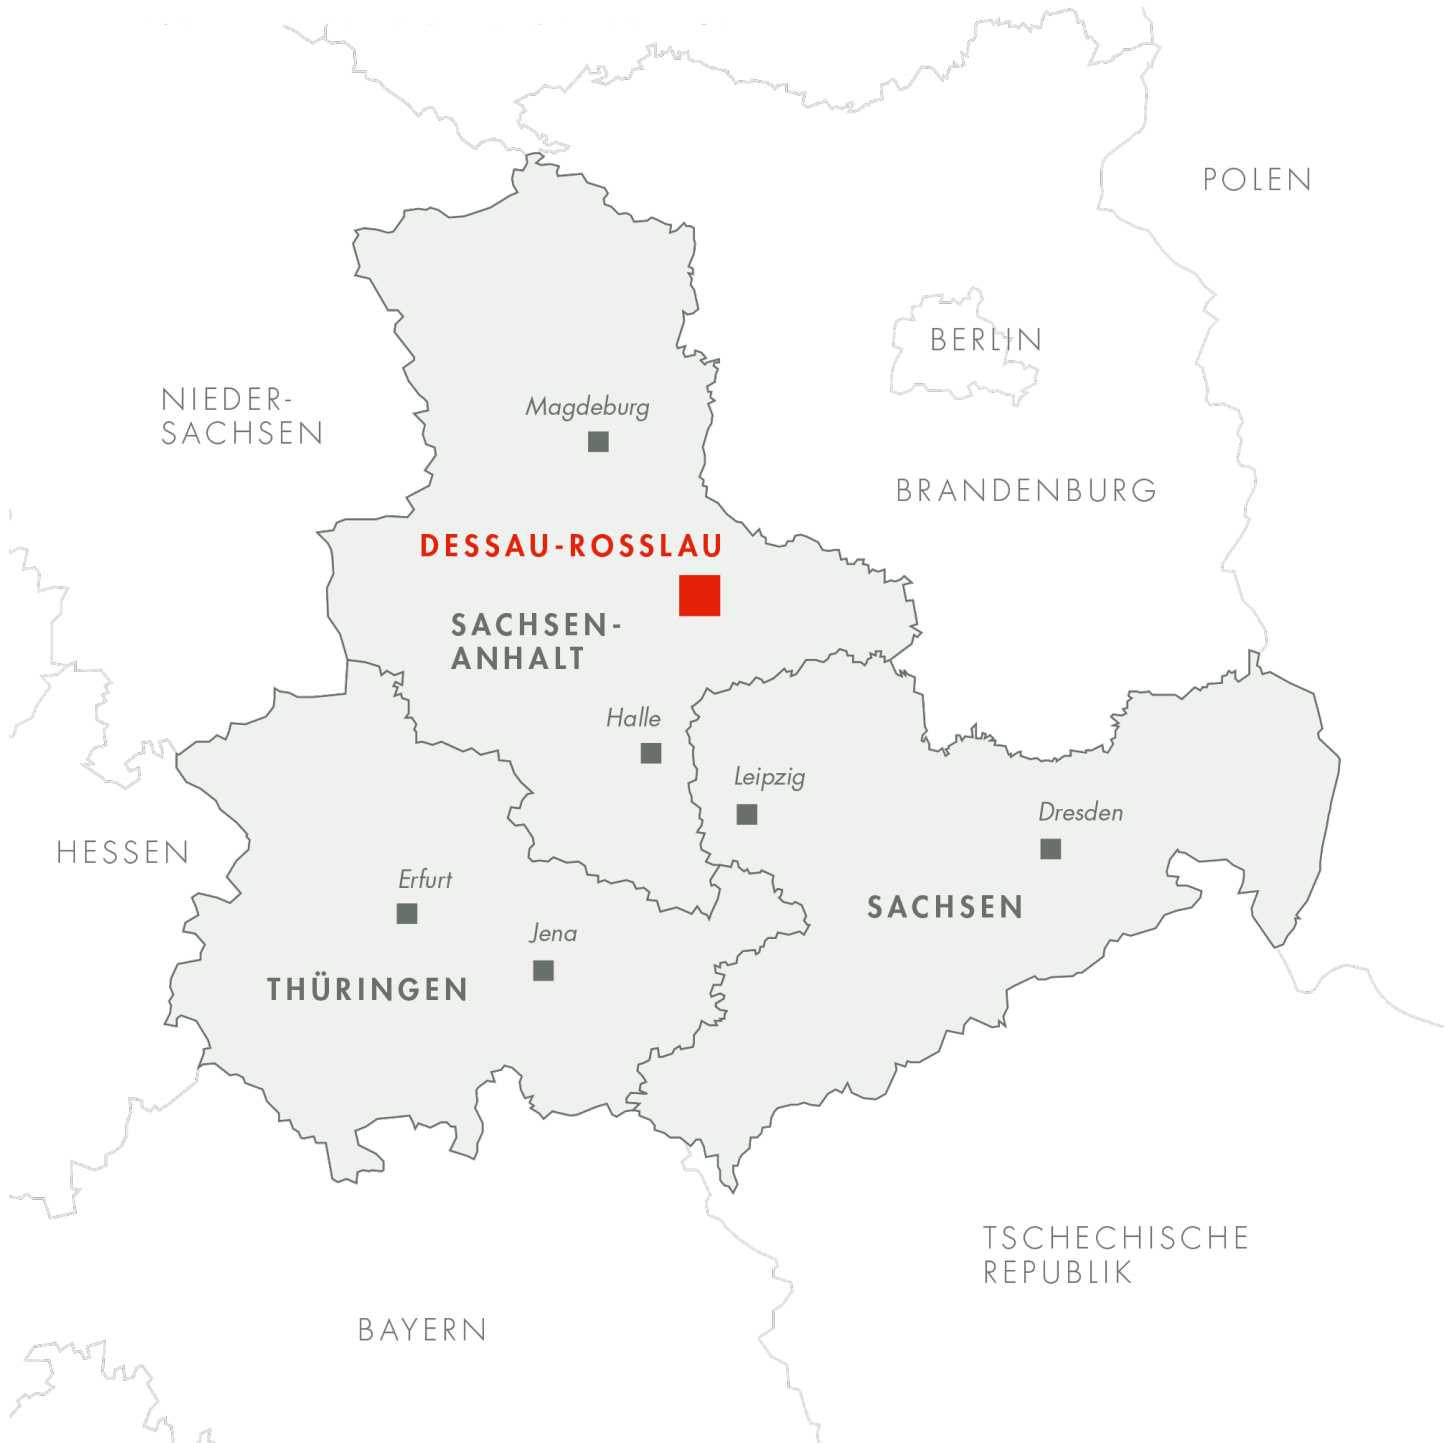 POLEN
BERLIN
NIEDER-
SACHSEN
Magdeburg
BRANDENBURG
DESSAU-ROSSLAU
SACHSEN-
ANHALT
Halle
Leipzig
Dresden
HESSEN
Erfurt
SACHSEN
Jena
THÜRINGEN
TSCHECHISCHE
REPUBLIK
BAYERN